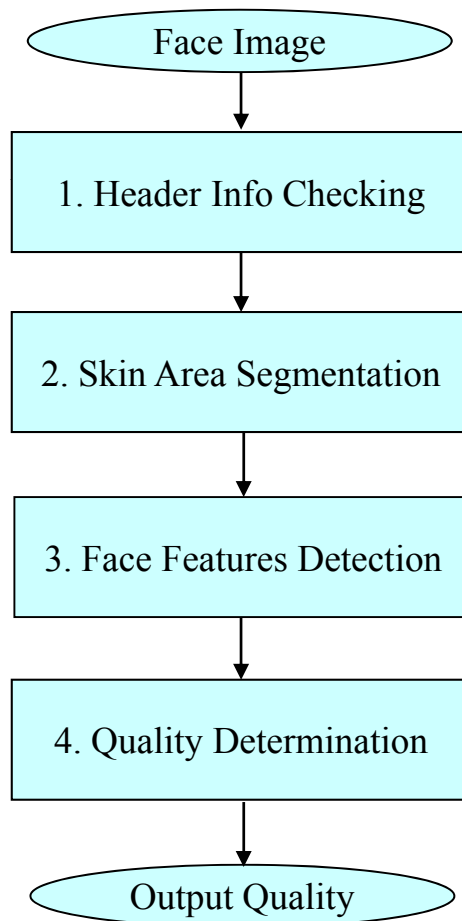 Face Image
1. Header Info Checking
2. Skin Area Segmentation
3. Face Features Detection
4. Quality Determination
Output Quality